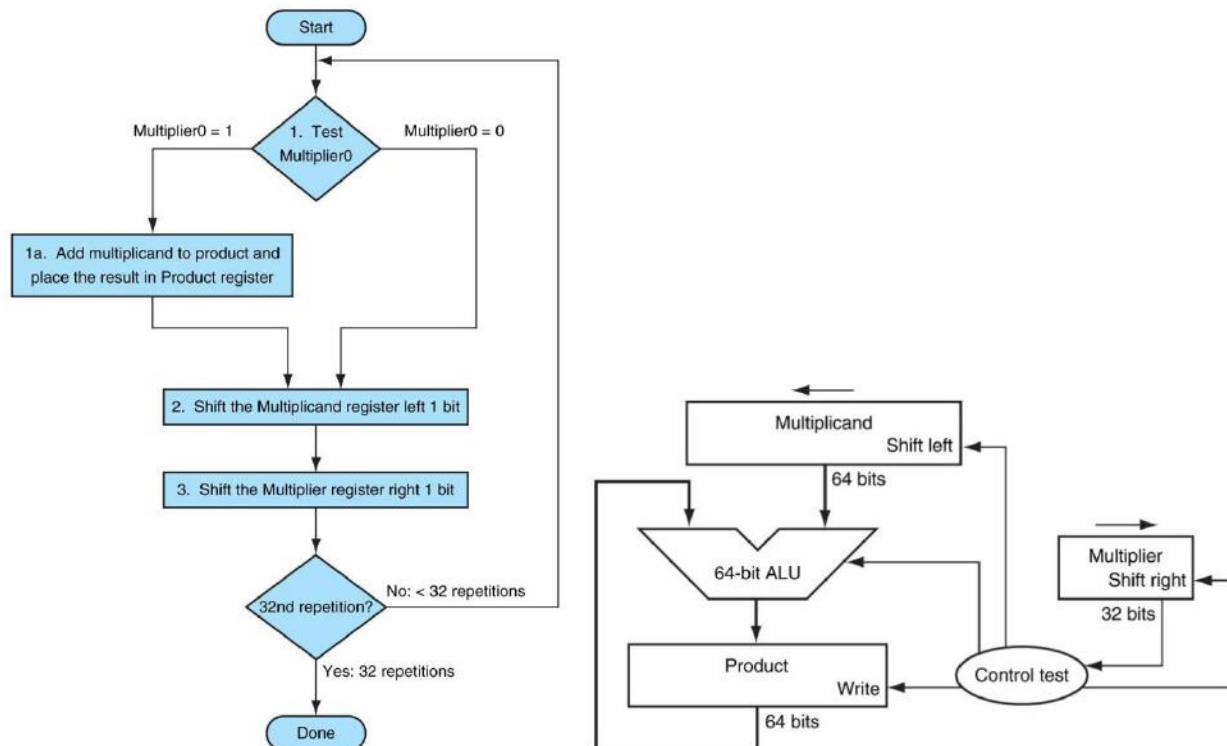 Start
Multiplier0 = 1
1. Test
Multiplier0
Multiplier0 = 0
1a. Add multiplicand to product and
place the result in Product register
2. Shift the Multiplicand register left 1 bit
3. Shift the Multiplier register right 1 bit
32nd repetition?
No: < 32 repetitions
Yes: 32 repetitions
Done
Multiplicand
Shift left
64 bits
64-bit ALU
Multiplier
Shift right
32 bits
Product
Write
Control test
64 bits